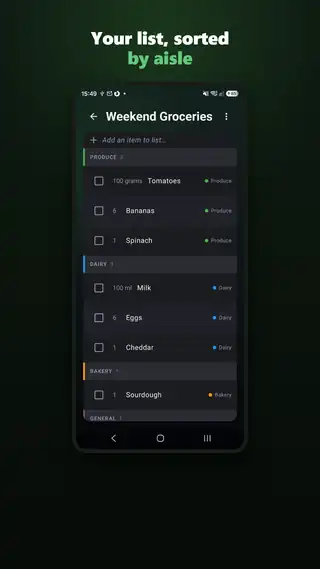 Your list, sorted
by aisle
15:49
Weekend Groceries
Add an item to list...
PRODUCE 3
100 grams Tomatoes Produce
6 Bananas Produce
1 Spinach Produce
DAIRY
100 ml Milk Dairy
6 Eggs Dairy
1 Cheddar Dairy
BAKERY
1 Sourdough Bakery
GENERAL